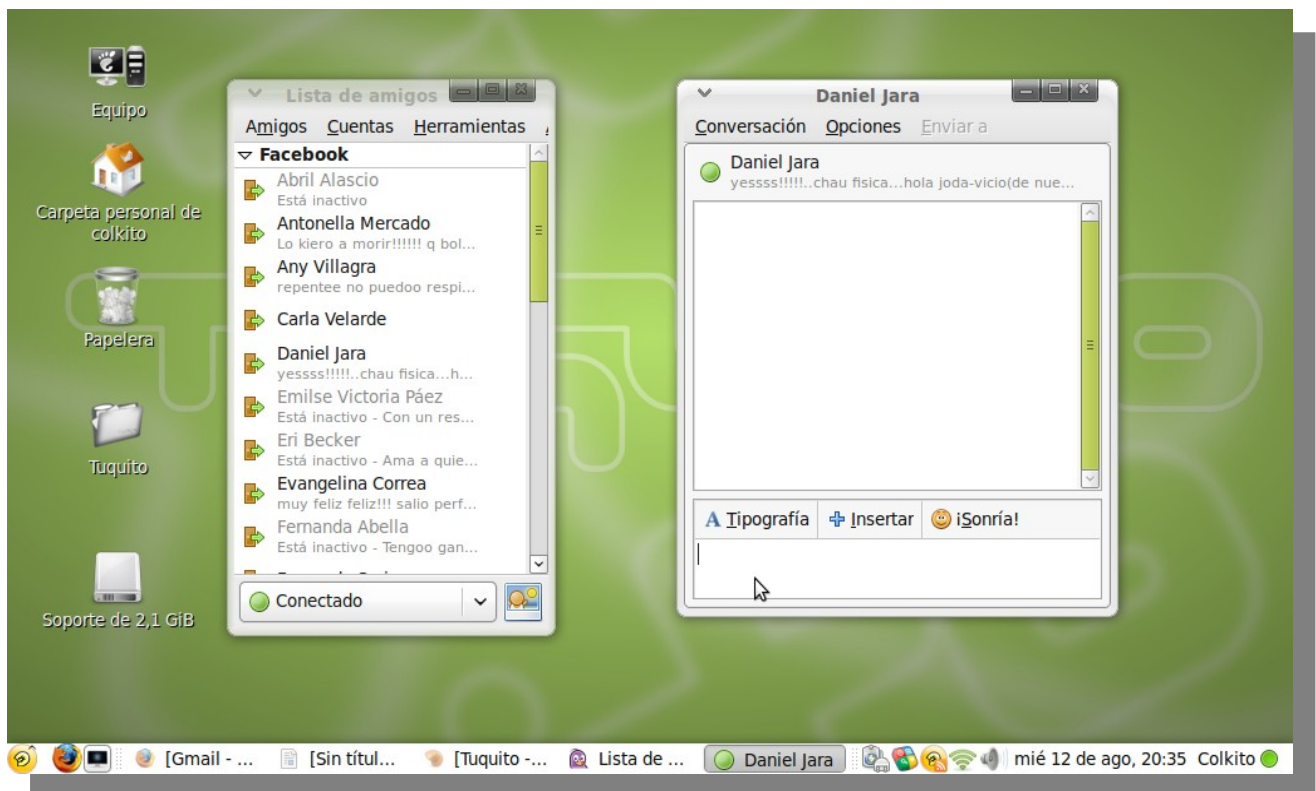 Equipo
Carpeta personal de
colkito
Papelera
Tuquito
Soporte de 2,1 GiB
Lista de amigos
Amigos Cuentas Herramientas
Facebook
Abril Alascio
Está inactivo
Antonella Mercado
Lo kiero a morir!!!!!! q bol...
Any Villagra
repentee no puedoo respi...
Carla Velarde
Daniel Jara
yessss!!!!!..chau fisica...h...
Emilse Victoria Páez
Está inactivo - Con un res...
Eri Becker
Está inactivo - Ama a quie...
Evangelina Correa
muy feliz feliz!!! salio perf...
Fernanda Abella
Está inactivo - Tengoo gan...
Conectado
Daniel Jara
Conversación Opciones Enviar a
Daniel Jara
yessss!!!!!..chau fisica...hola joda-vicio(de nue...
A Tipografía Insertar ¡Sonría!
[Gmail - ... [Sin títul... [Tuquito -... Lista de ... Daniel Jara mié 12 de ago, 20:35 Colkito